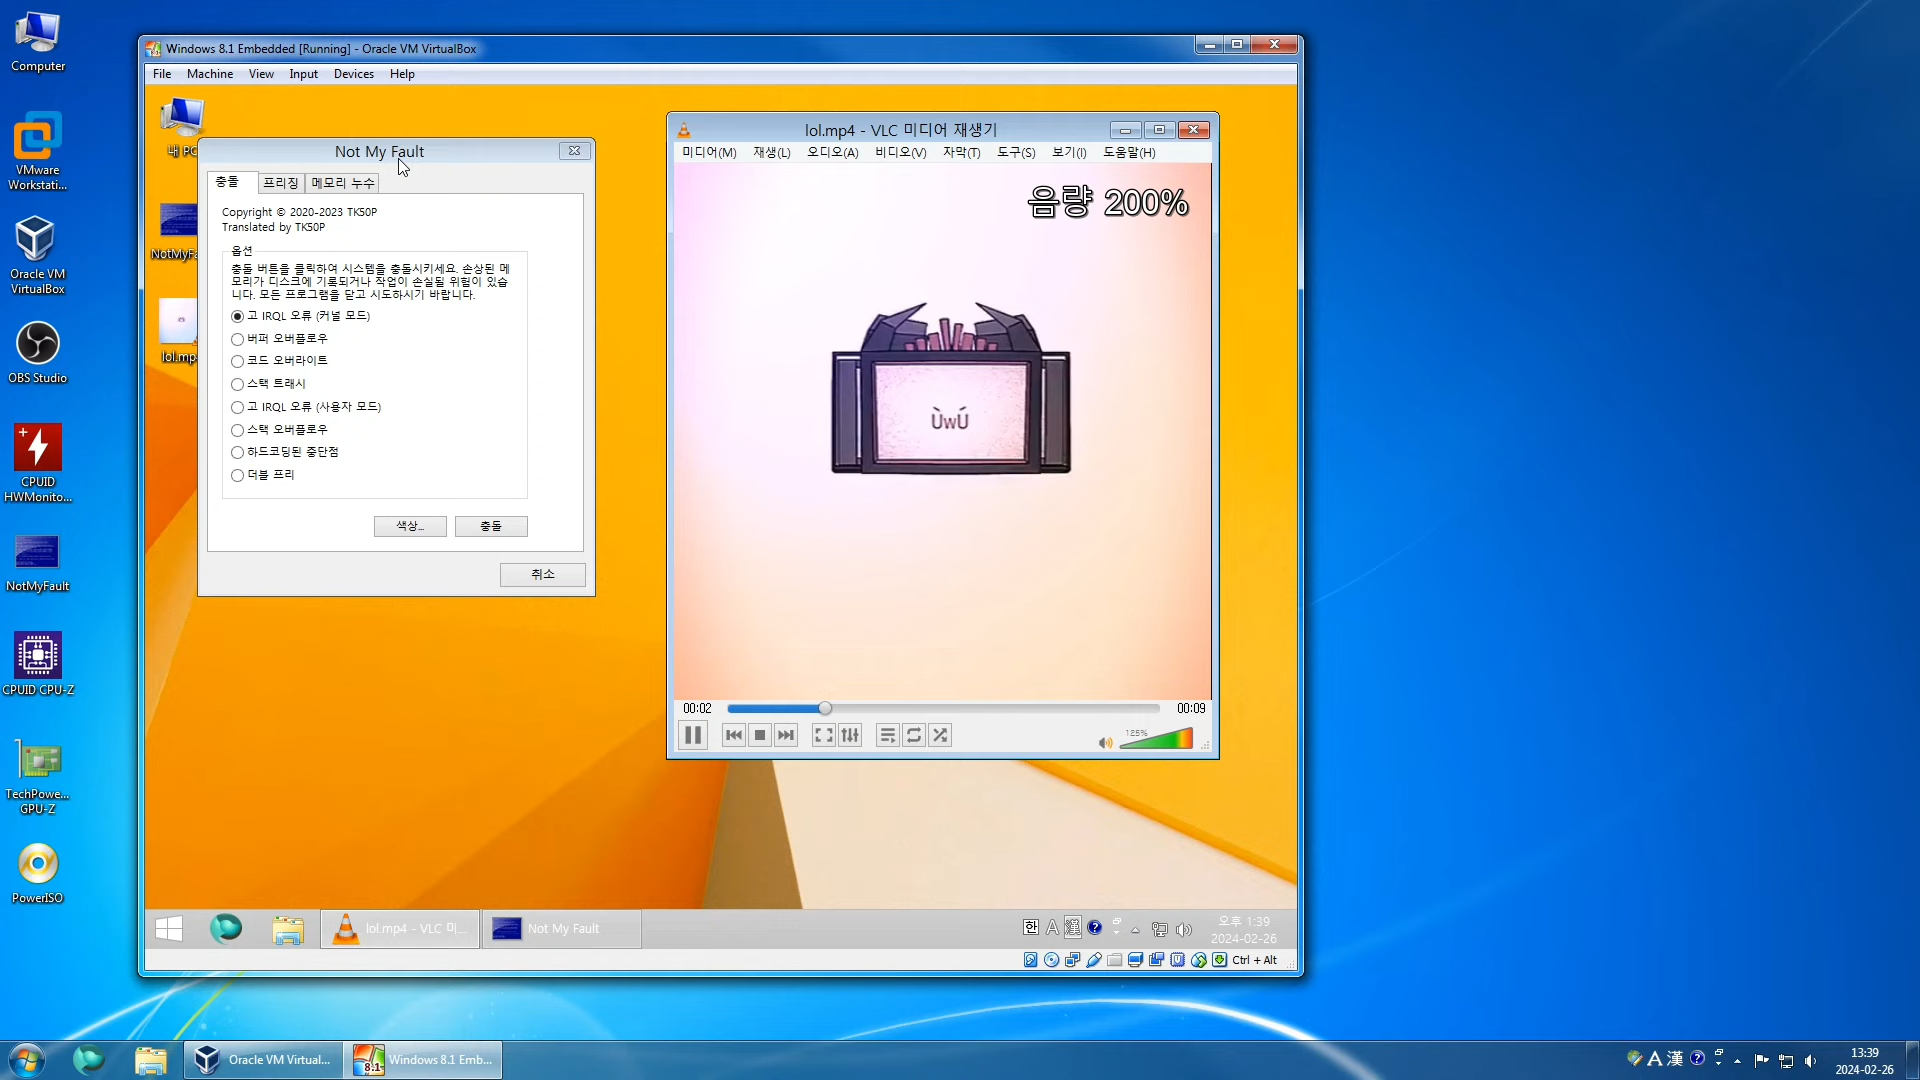 Computer
VMware
Workstati...
Oracle VM
VirtualBox
OBS Studio
CPUID
HWMonito...
NotMyFault
CPUID CPU-Z
TechPowe...
GPU-Z
PowerISO
Windows 8.1 Embedded [Running] - Oracle VM VirtualBox
File Machine View Input Devices Help
내 PC
NotMyFa
lol.mp
Not My Fault
충돌 프리징 메모리 누수
Copyright © 2020-2023 TK50P
Translated by TK50P
옵션
충돌 버튼을 클릭하여 시스템을 충돌시키세요. 손상된 메
모리가 디스크에 기록되거나 작업이 손실될 위험이 있습
니다. 모든 프로그램을 닫고 시도하시기 바랍니다.
고 IRQL 오류 (커널 모드)
버퍼 오버플로우
코드 오버라이트
스택 트래시
고 IRQL 오류 (사용자 모드)
스택 오버플로우
하드코딩된 중단점
더블 프리
색상... 충돌
취소
lol.mp4 - VLC 미디어 재생기
미디어(M) 재생(L) 오디오(A) 비디오(V) 자막(T) 도구(S) 보기(I) 도움말(H)
음량 200%
ÙwÚ
00:02 00:09
125%
lol.mp4 - VLC 미... Not My Fault
한 A 漢 오후 1:39
2024-02-26
Ctrl + Alt
Oracle VM Virtual... Windows 8.1 Emb...
A 漢 13:39
2024-02-26